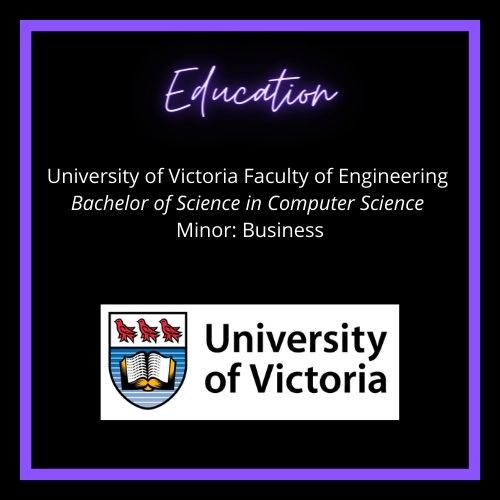 Education
University of Victoria Faculty of Engineering
Bachelor of Science in Computer Science
Minor: Business
University
of Victoria